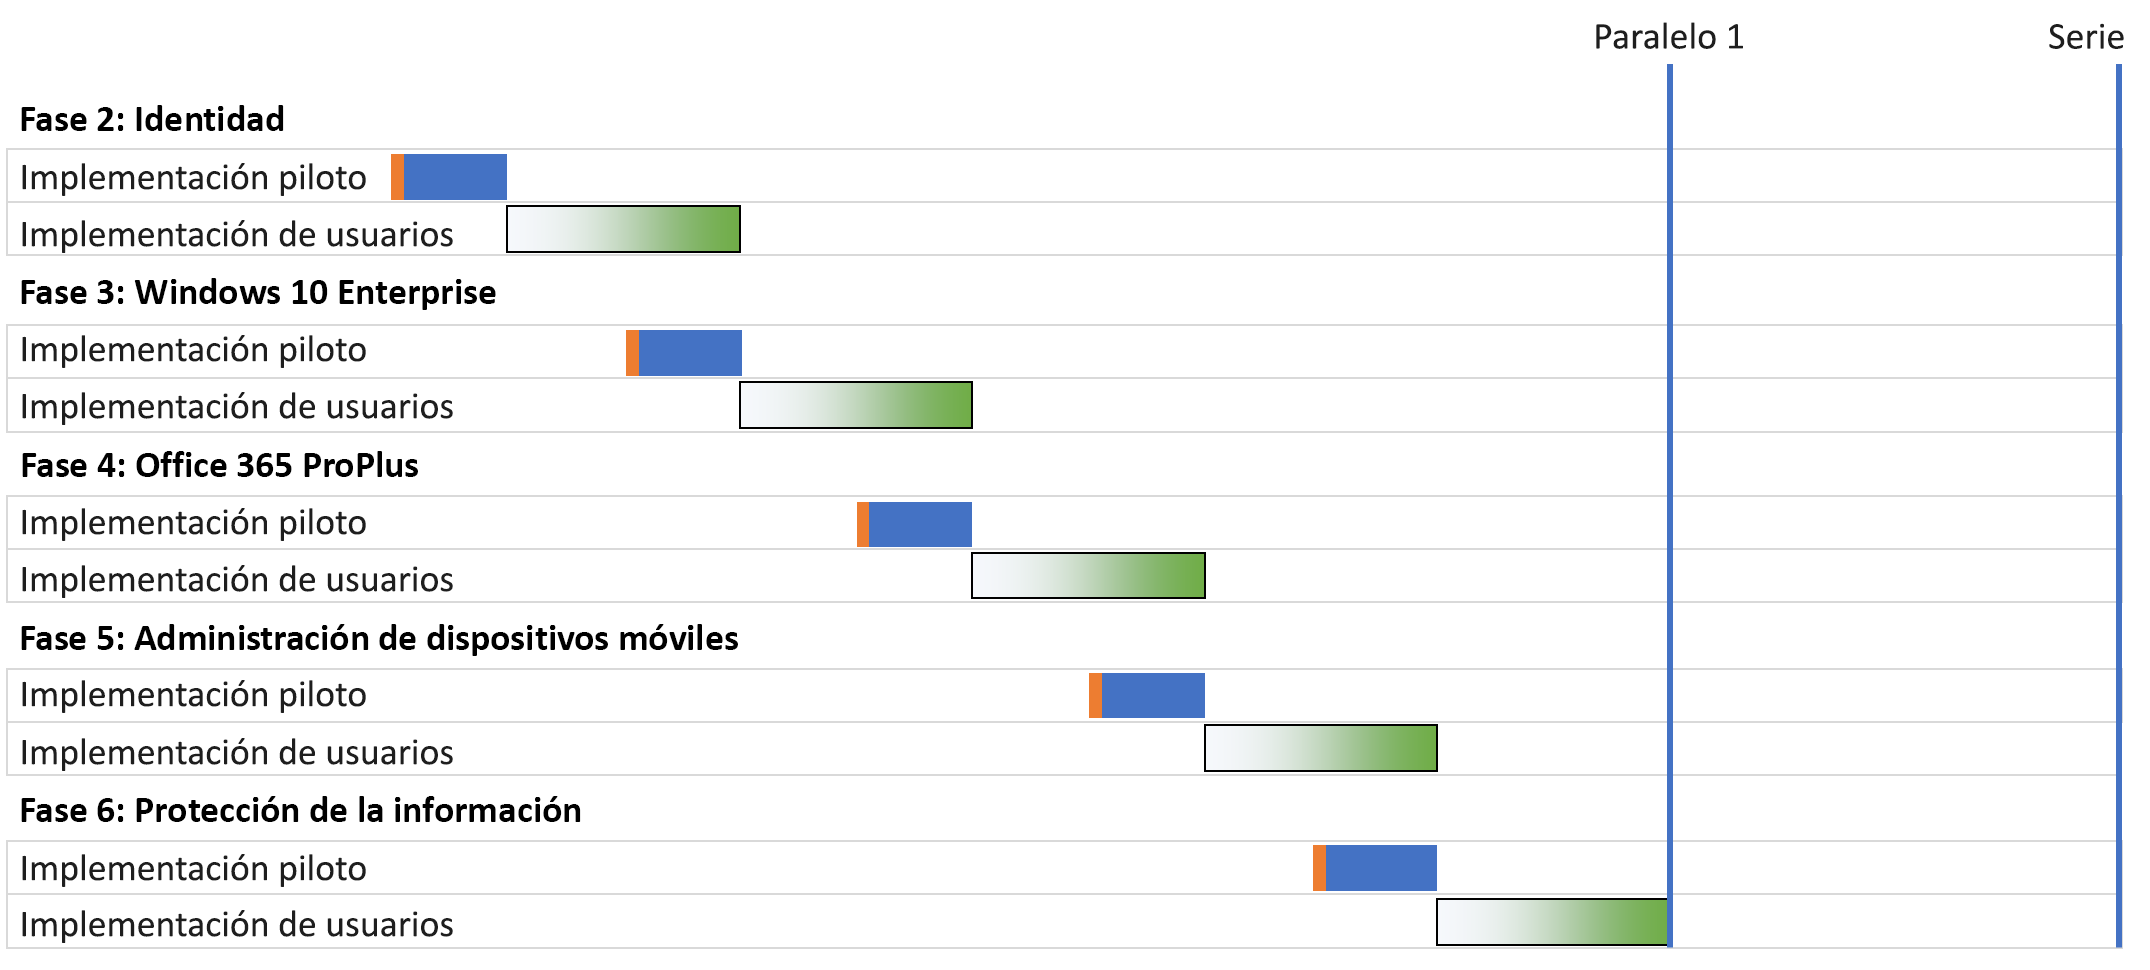 Paralelo 1
Serie
Fase 2: Identidad
Implementación piloto
Implementación de usuarios
Fase 3: Windows 10 Enterprise
Implementación piloto
Implementación de usuarios
Fase 4: Office 365 ProPlus
Implementación piloto
Implementación de usuarios
Fase 5: Administración de dispositivos móviles
Implementación piloto
Implementación de usuarios
Fase 6: Protección de la información
Implementación piloto
Implementación de usuarios